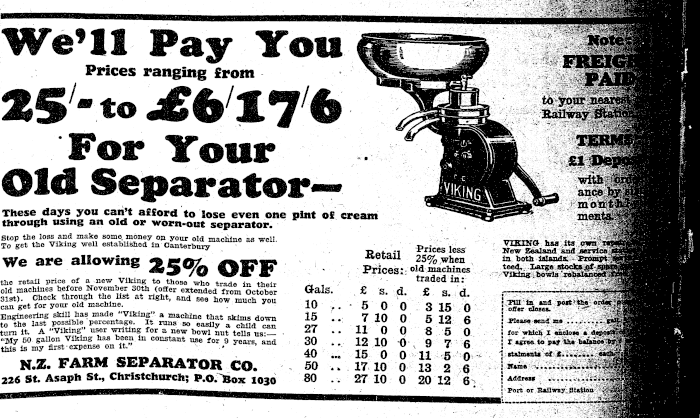 We'll Pay You
Prices ranging from
25/- to £6/17/6
For Your
Old Separator—
These days you can't afford to lose even one pint of cream
through using an old or worn-out separator.
Stop the loss and make some money on your old machine as well.
To get the Viking well established in Canterbury
We are allowing 25% OFF
the retail price of a new Viking to those who trade in their
old machines before November 30th (offer extended from October
31st). Check through the list at right, and see how much you
can get for your old machine.
Engineering skill has made "Viking" a machine that skims down
to the last possible percentage. It runs so easily a child can
turn it. A "Viking" user writing for a new bowl nut tells us:—
"My 50 gallon Viking has been in constant use for 9 years, and
this is my first expense on it."
N.Z. FARM SEPARATOR CO.
226 St. Asaph St., Christchurch; P.O. Box 1030
VIKING
Retail
Prices:
Prices less
25% when
old machines
traded in:
Gals. £ s. d. £ s. d.
10 .. 5 0 0 3 15 0
15 .. 7 10 0 5 12 6
27 .. 11 0 0 8 5 0
30 .. 12 10 0 9 7 6
40 .. 15 0 0 11 5 0
50 .. 17 10 0 13 2 6
80 .. 27 10 0 20 12 6
Note:
FREIG
PAI
to your nearest
Railway Station
TERMS
£1 Depo
with
ance by
month
ments.
VIKING has its own
New Zealand and service
in both islands. Prompt
teed. Large stocks of spare
Viking bowls rebalanced
Fill in and post the order
offer closes.
Please send me
for which I enclose a deposit
I agree to pay the balance by
stalments of £ each
Name
Address
Port or Railway Station